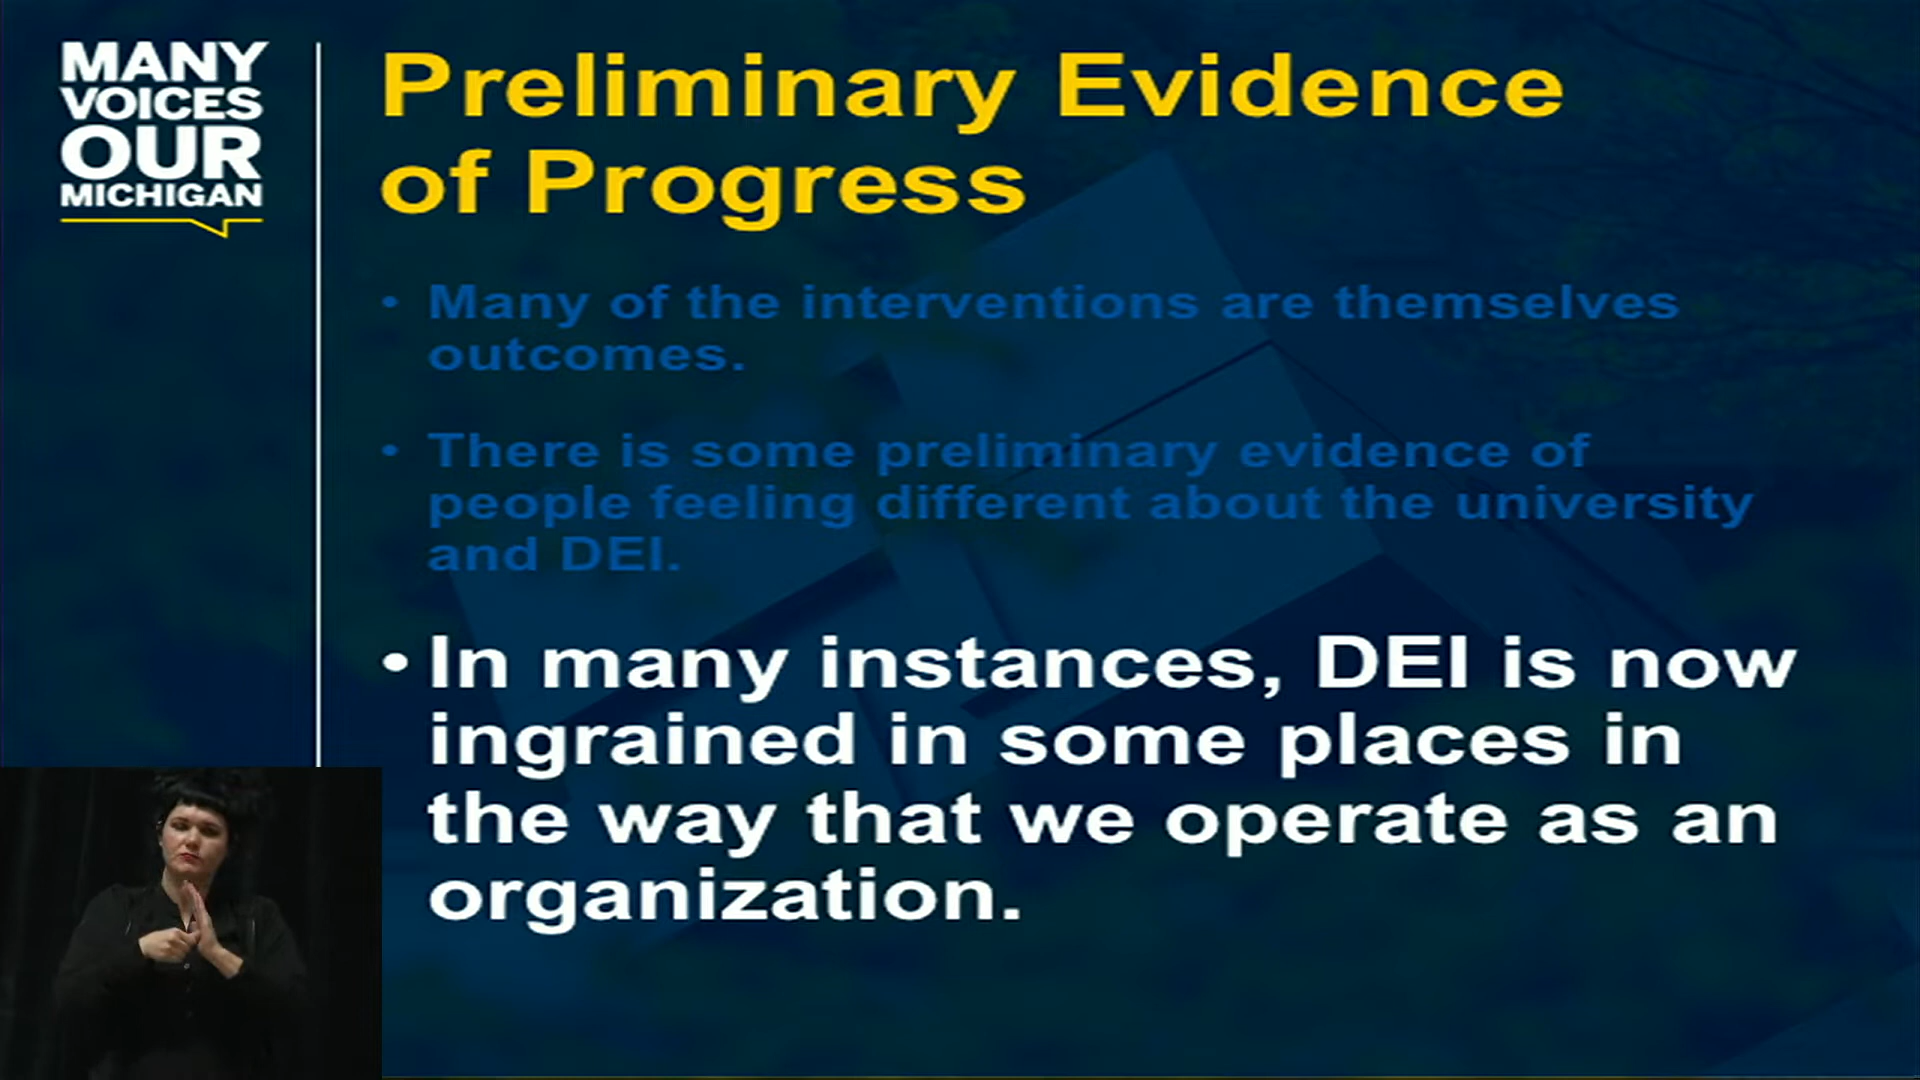 MANY
VOICES
OUR
MICHIGAN
Preliminary Evidence
of Progress
• Many of the interventions are themselves
outcomes.
• There is some preliminary evidence of
people feeling different about the university
and DEI.
• In many instances, DEI is now
ingrained in some places in
the way that we operate as an
organization.